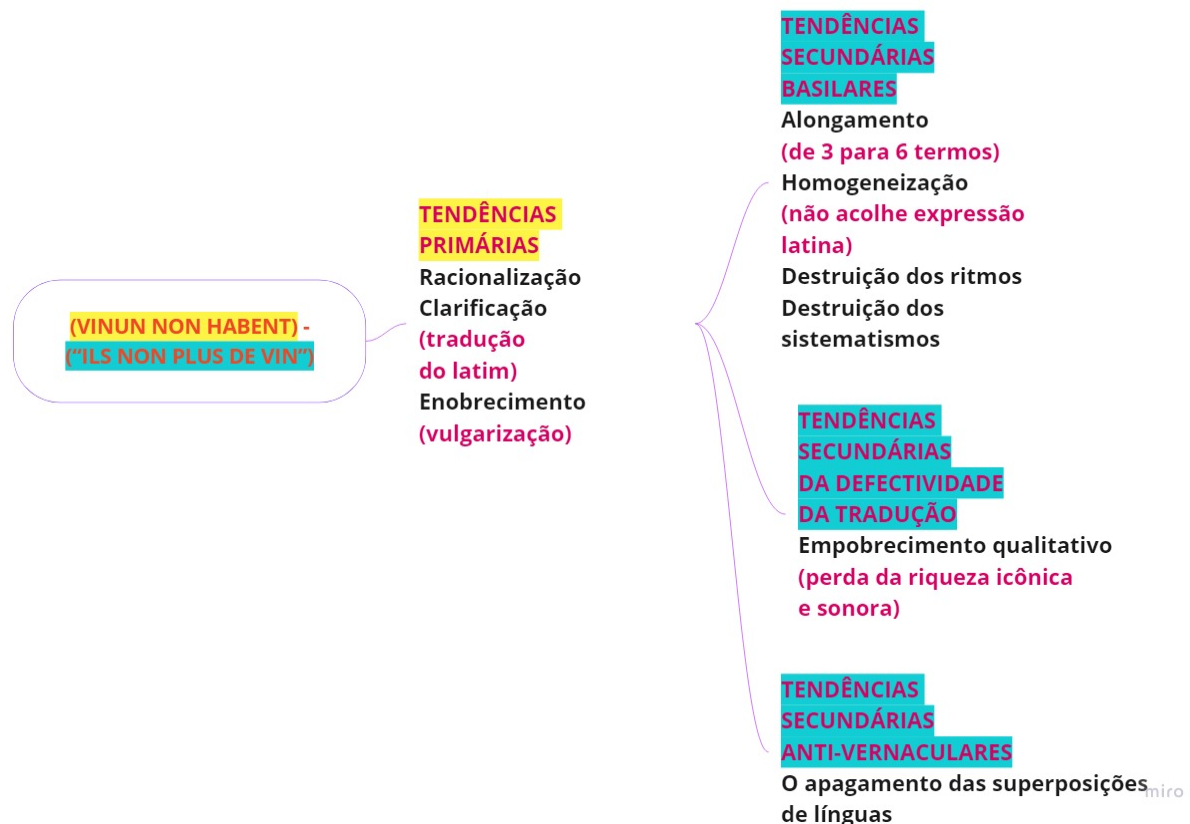 (VINUN NON HABENT) -
(“ILS NON PLUS DE VIN”)
TENDÊNCIAS
PRIMÁRIAS
Racionalização
Clarificação
(tradução
do latim)
Enobrecimento
(vulgarização)
TENDÊNCIAS
SECUNDÁRIAS
BASILARES
Alongamento
(de 3 para 6 termos)
Homogeneização
(não acolhe expressão
latina)
Destruição dos ritmos
Destruição dos
sistematismos
TENDÊNCIAS
SECUNDÁRIAS
DA DEFECTIVIDADE
DA TRADUÇÃO
Empobrecimento qualitativo
(perda da riqueza icônica
e sonora)
TENDÊNCIAS
SECUNDÁRIAS
ANTI-VERNACULARES
O apagamento das superposições
de línguas
miro